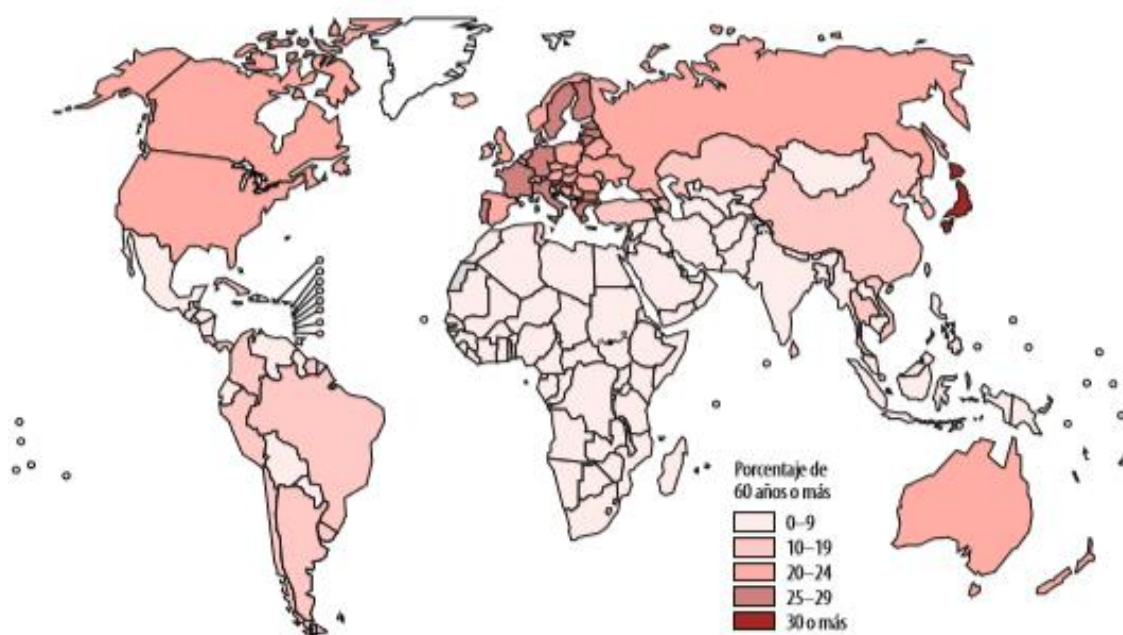 Porcentaje de
60 años o más
0–9
10–19
20–24
25–29
30 o más